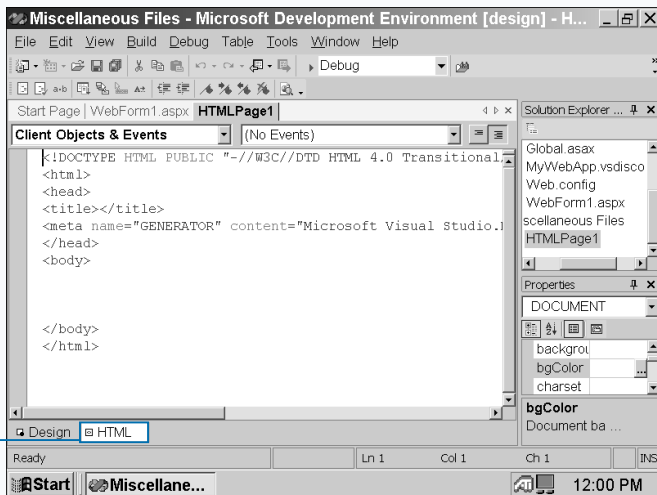 Miscellaneous Files - Microsoft Development Environment [design] - H...
File Edit View Build Debug Table Tools Window Help
Debug
Start Page WebForm1.aspx HTMLPage1
Solution Explorer ...
Client Objects & Events (No Events)
<!DOCTYPE HTML PUBLIC "-//W3C//DTD HTML 4.0 Transitional
<html>
<head>
<title></title>
<meta name="GENERATOR" content="Microsoft Visual Studio.
</head>
<body>
</body>
</html>
Global.asax
MyWebApp.vsdisco
Web.config
WebForm1.aspx
scellaneous Files
HTMLPage1
Properties
DOCUMENT
backgrou
bgColor
...
charset
bgColor
Document ba ...
Design HTML
Ready Ln 1 Col 1 Ch 1 INS
Start Miscellane... 12:00 PM